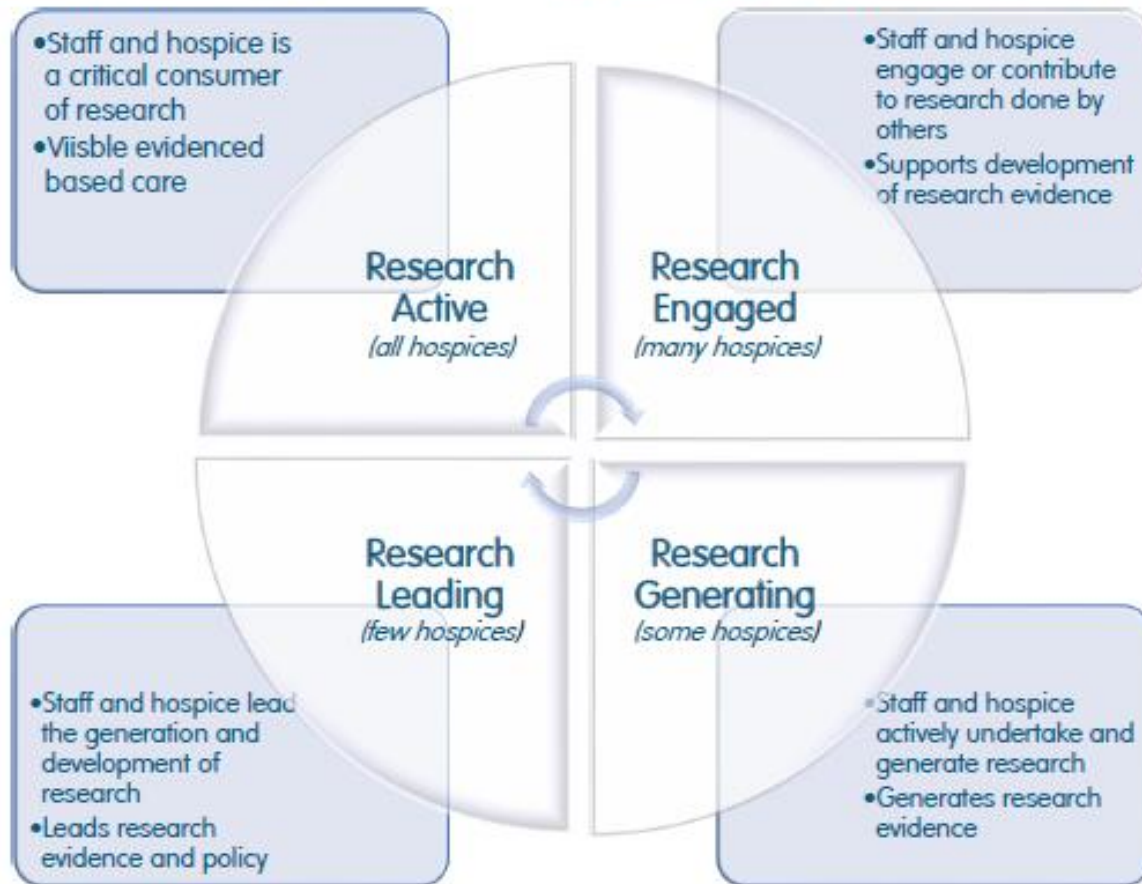 •Staff and hospice is
a critical consumer
of research
•Viisble evidenced
based care
•Staff and hospice
engage or contribute
to research done by
others
•Supports development
of research evidence
Research
Active
(all hospices)
Research
Engaged
(many hospices)
Research
Leading
(few hospices)
Research
Generating
(some hospices)
•Staff and hospice lead
the generation and
development of
research
•Leads research
evidence and policy
•Staff and hospice
actively undertake and
generate research
•Generates research
evidence